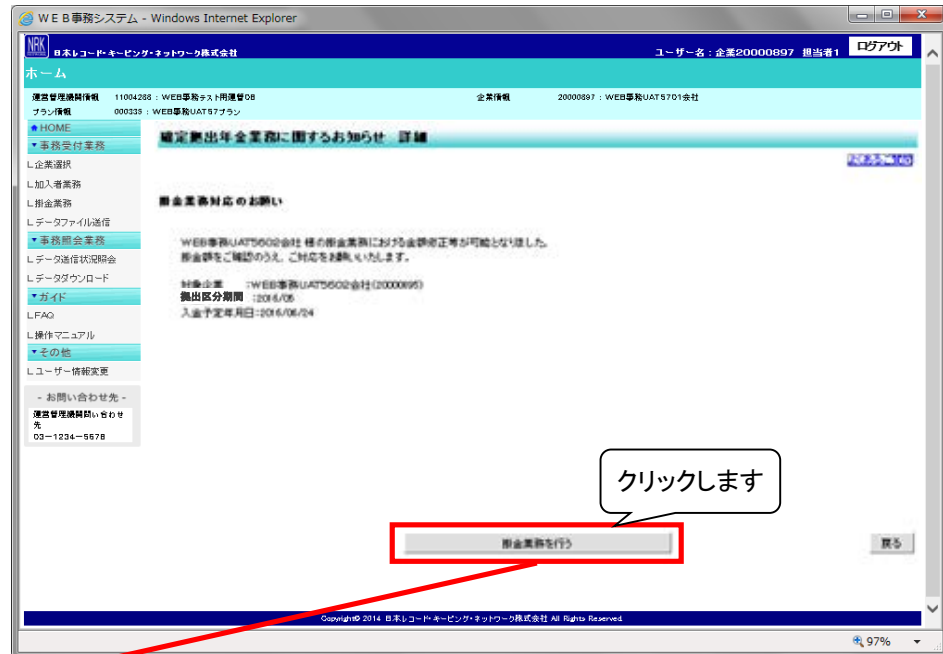 WEB事務システム - Windows Internet Explorer
NRK 日本レコード・キーピング・ネットワーク株式会社
ユーザー名：企業20000897 担当者1
ログアウト
ホーム
運営管理機関情報 11004288：WEB事務テスト用運管08
企業情報 20000897：WEB事務UAT5701会社
プラン情報 000335：WEB事務UAT57プラン
HOME
▼事務受付業務
L企業選択
L加入者業務
L掛金業務
Lデータファイル送信
▼事務照会業務
Lデータ送信状況照会
Lデータダウンロード
▼ガイド
LFAQ
L操作マニュアル
▼その他
Lユーザー情報変更
- お問い合わせ先 -
運営管理機関問い合わせ
先
03-1234-5678
確定拠出年金業務に関するお知らせ 詳細
よくあるご質問
掛金業務対応のお願い
WEB事務UAT5602会社 様の掛金業務における金額修正等が可能となりました。
掛金額をご確認のうえ、ご対応をお願いいたします。
対象企業 ：WEB事務UAT5602会社(20000895)
拠出区分期間 ：2016/05
入金予定年月日：2016/06/24
クリックします
掛金業務を行う
戻る
Copyright© 2014 日本レコード・キーピング・ネットワーク株式会社 All Rights Reserved
97%